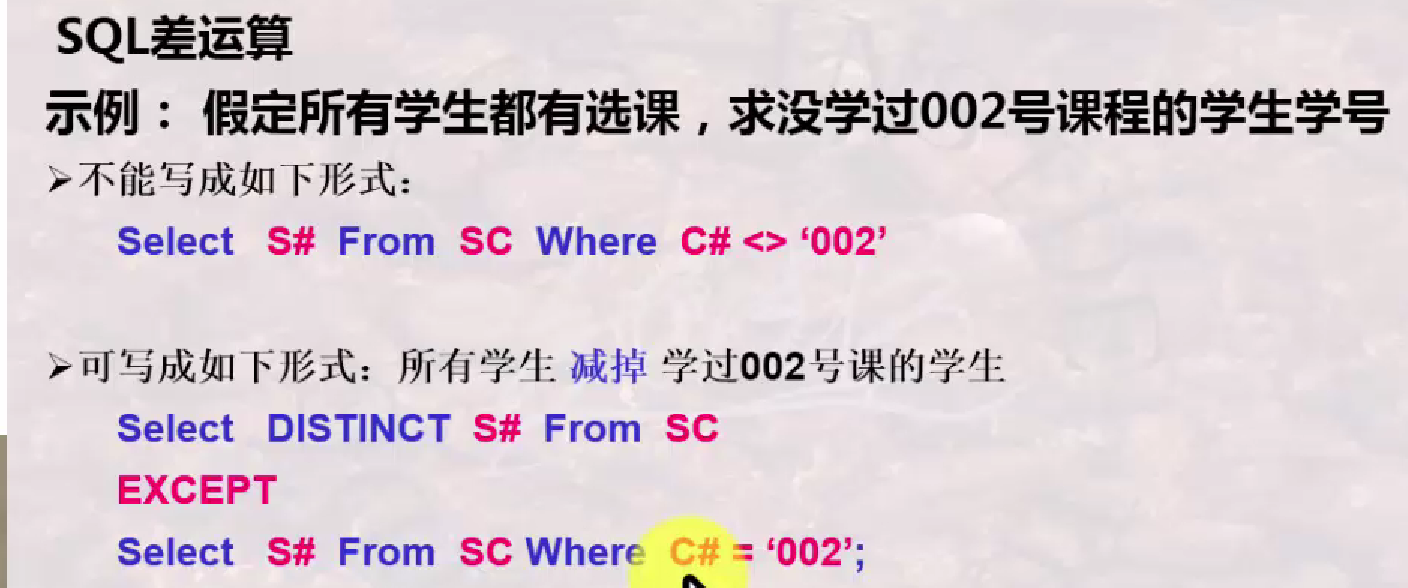 SQL差运算
示例： 假定所有学生都有选课，求没学过002号课程的学生学号
➢不能写成如下形式：
Select S# From SC Where C# <> ‘002’
➢可写成如下形式：所有学生 减掉 学过002号课的学生
Select DISTINCT S# From SC
EXCEPT
Select S# From SC Where C# = ‘002’;